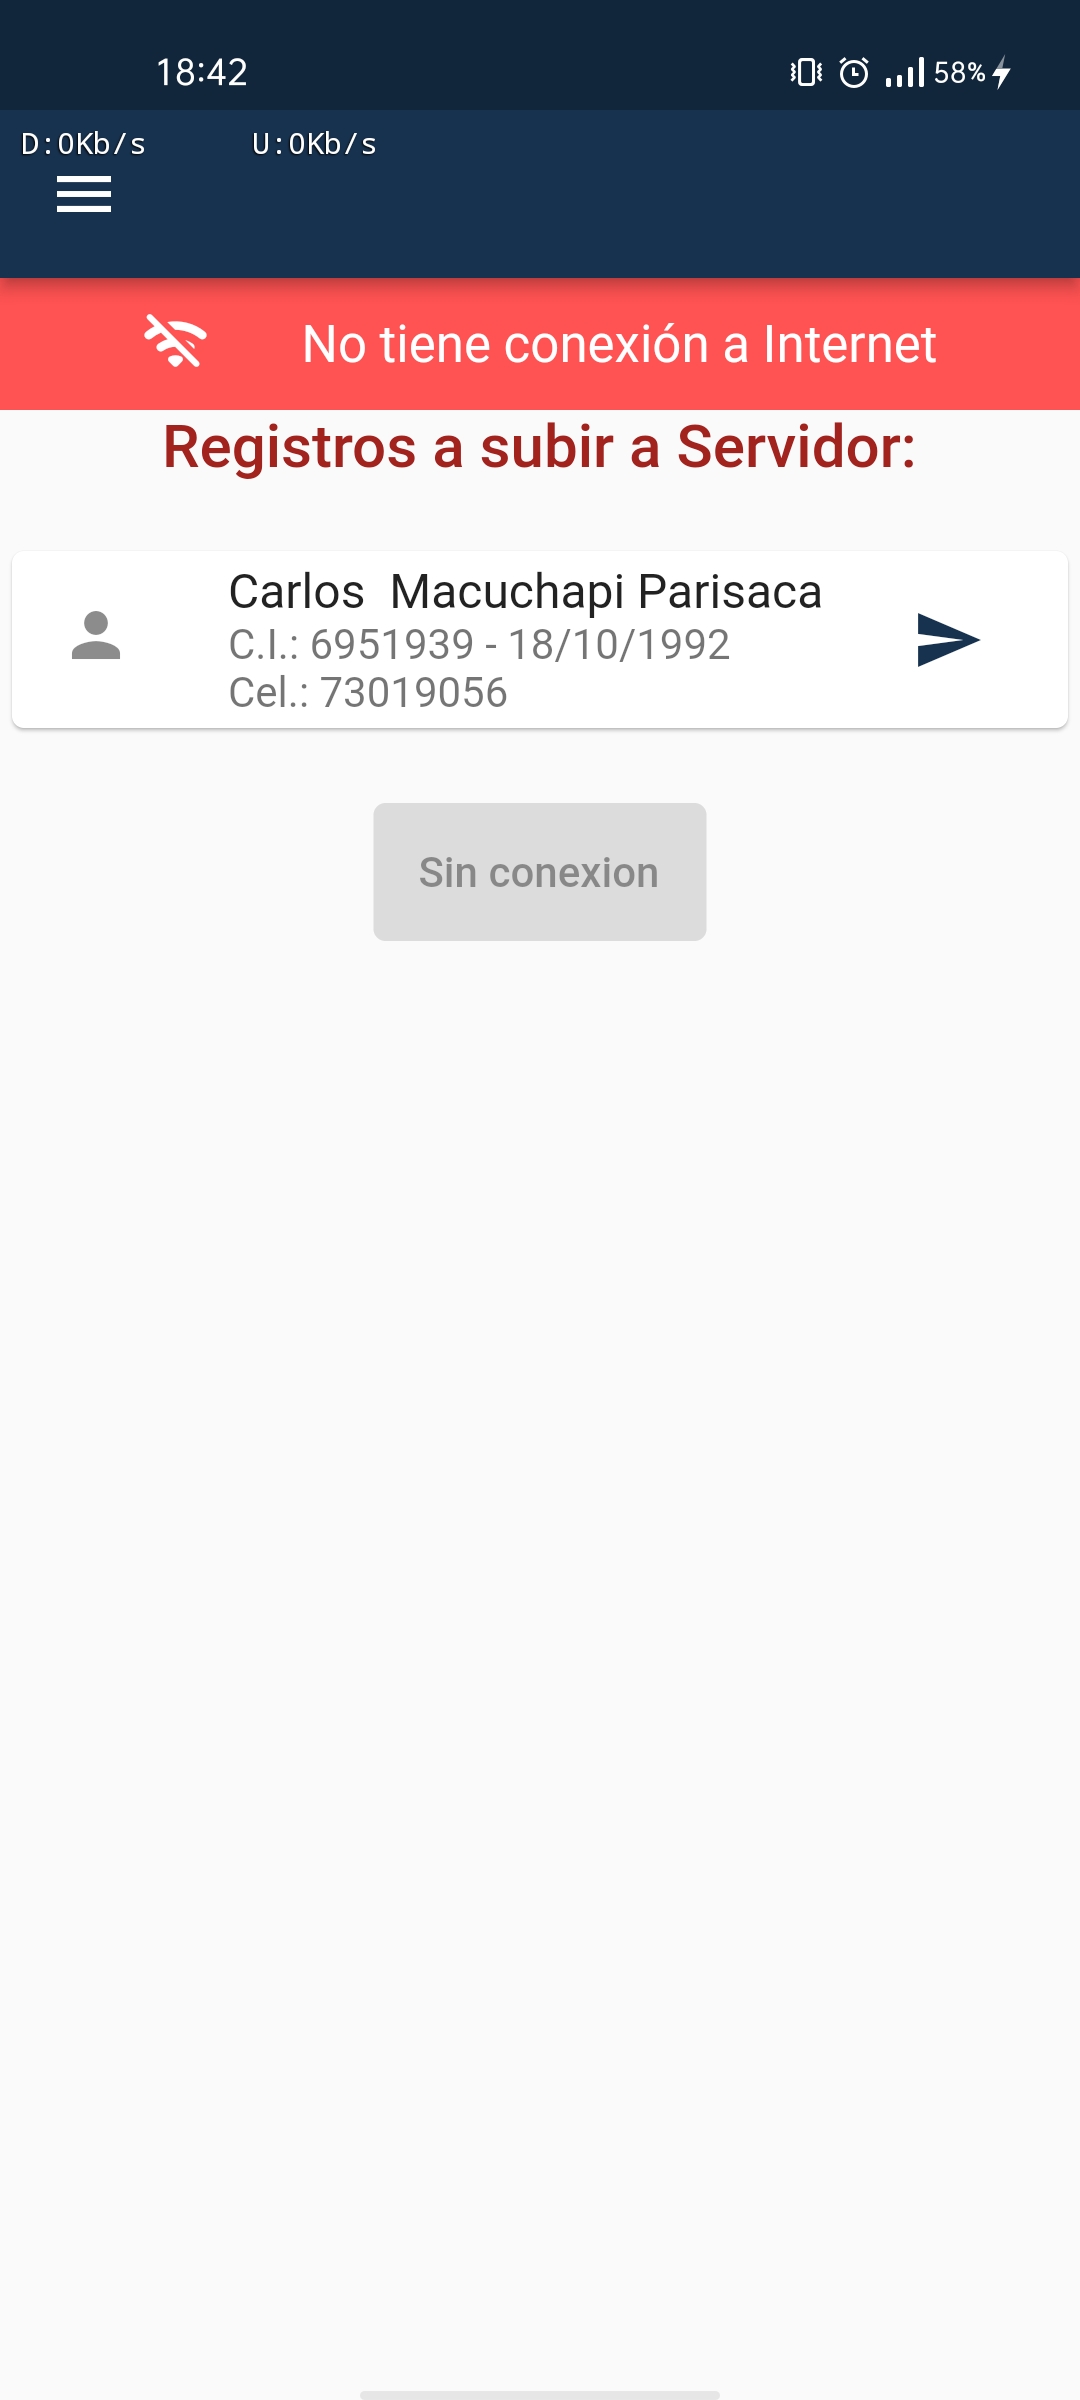 18:42
58%
D:0Kb/s U:0Kb/s
No tiene conexión a Internet
Registros a subir a Servidor:
Carlos  Macuchapi Parisaca
C.I.: 6951939 - 18/10/1992
Cel.: 73019056
Sin conexion